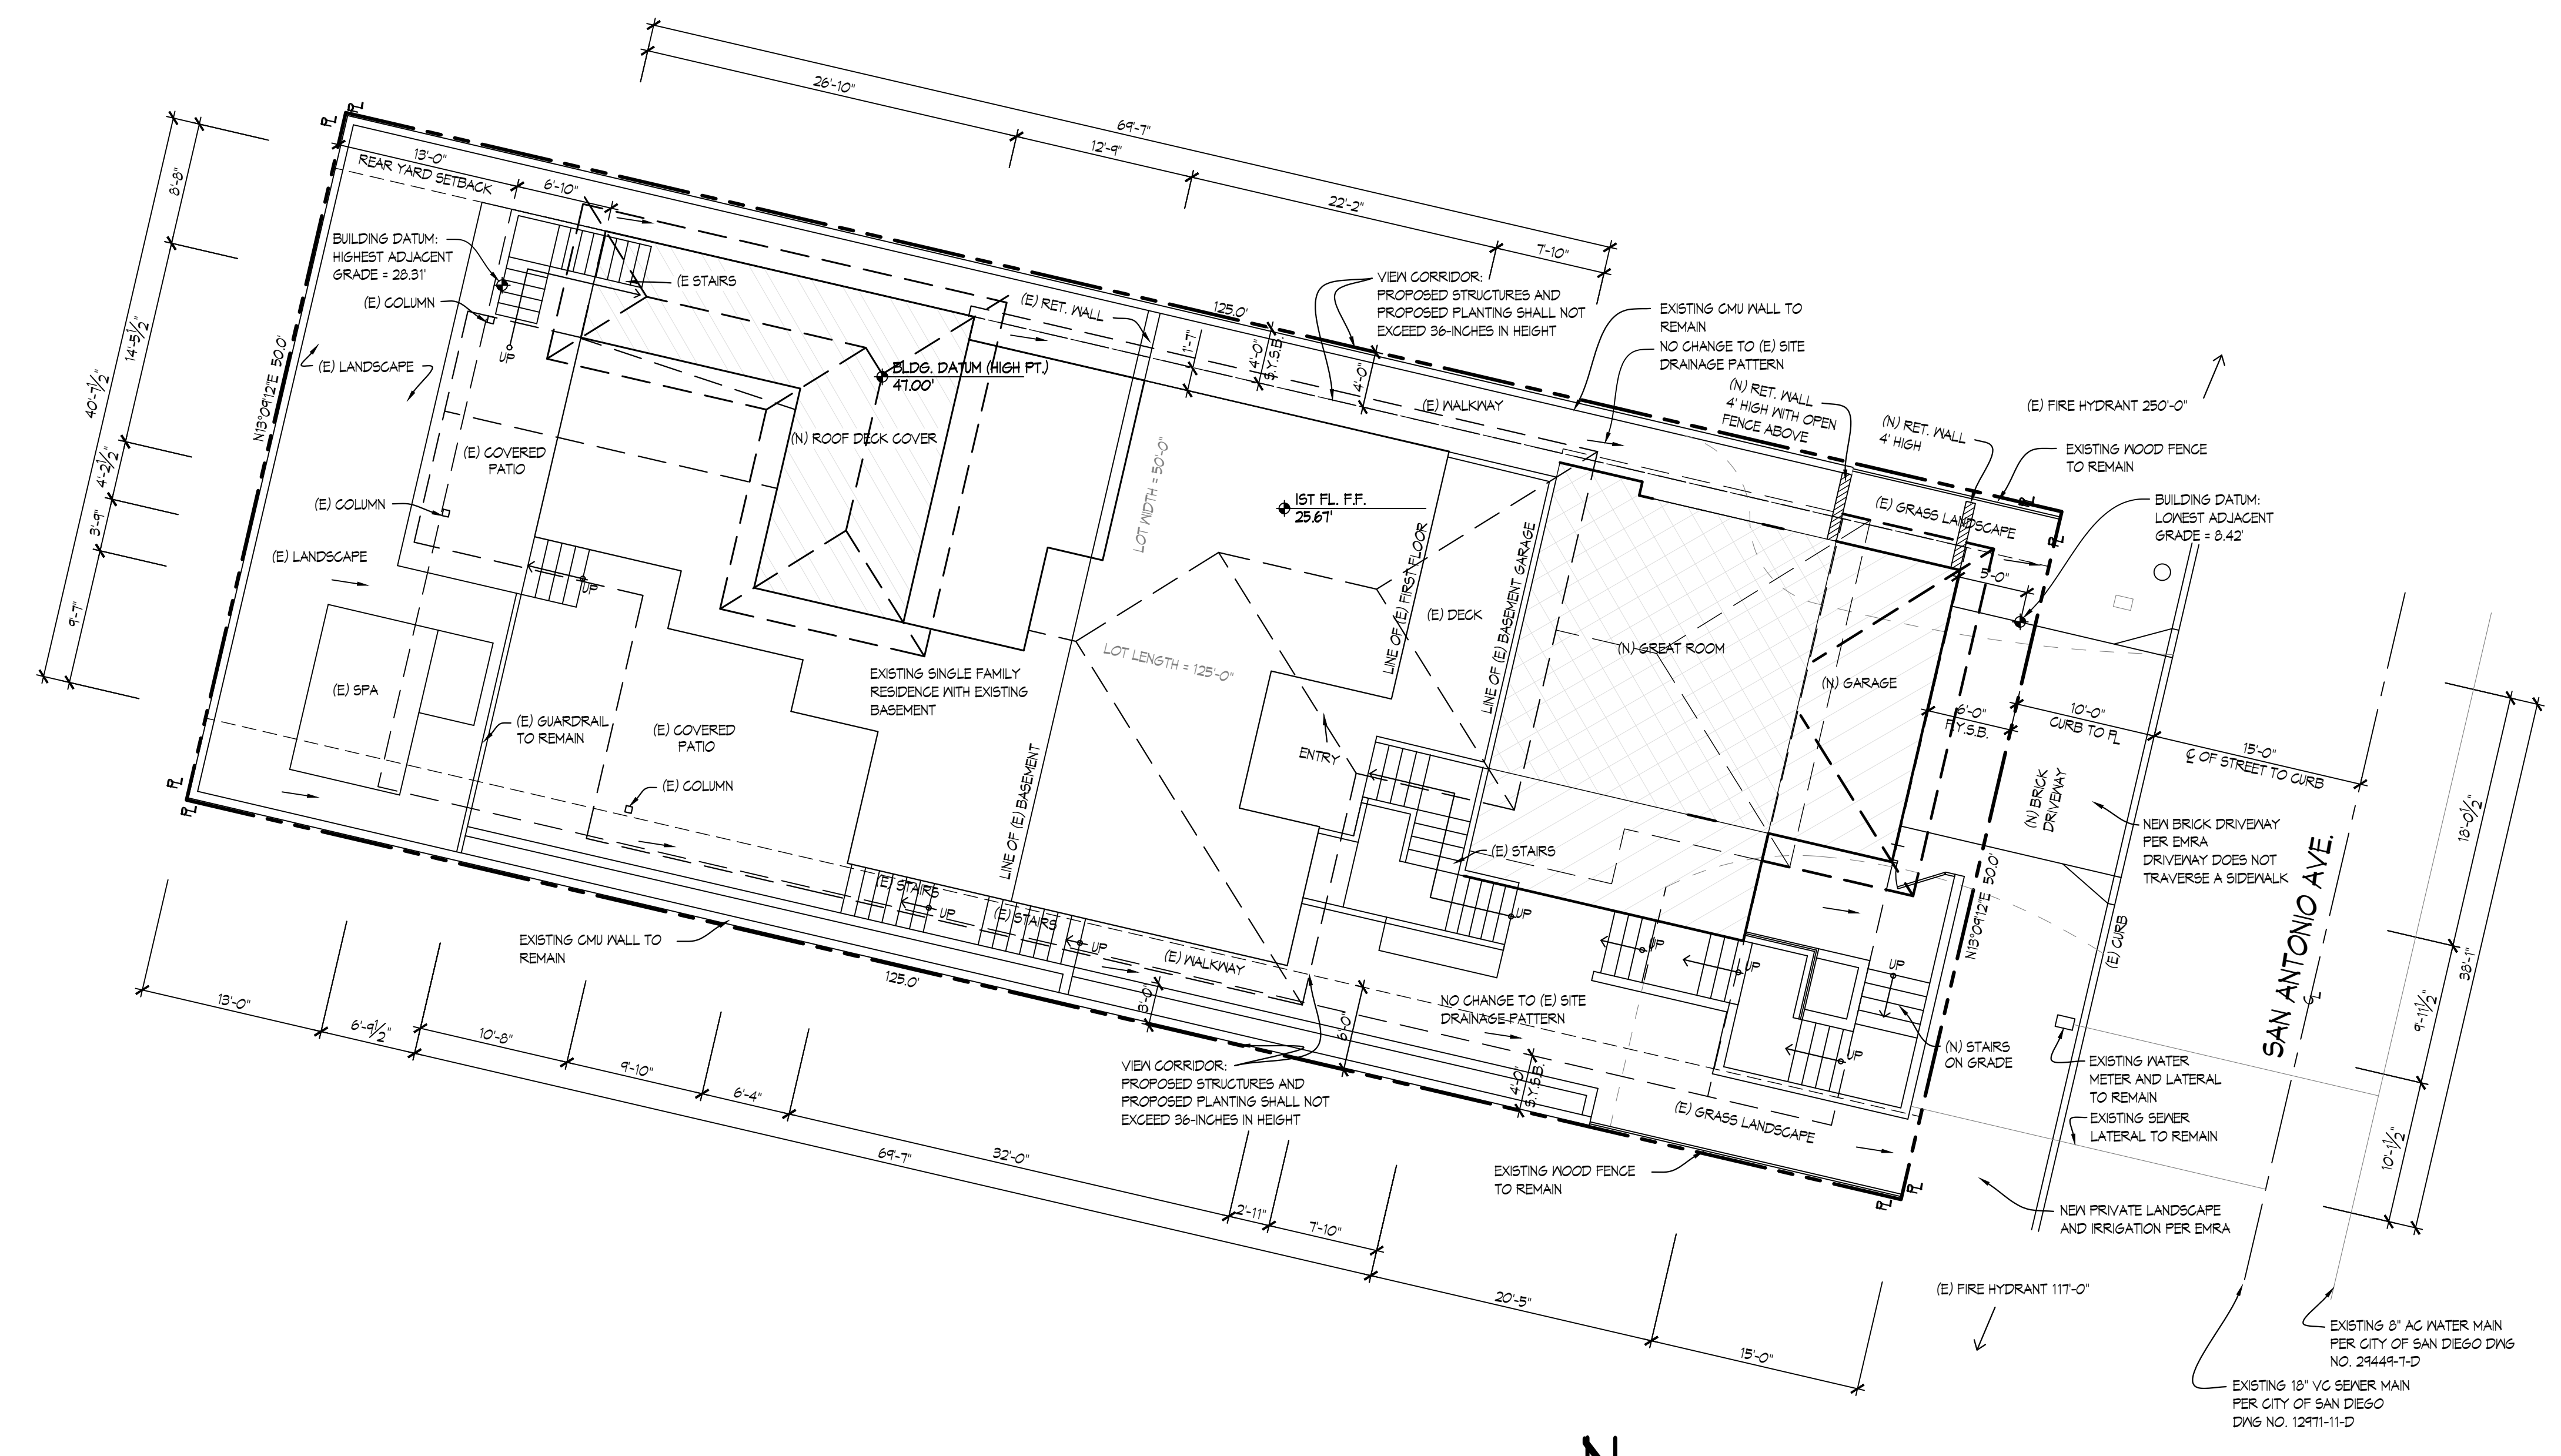 26'-10"
69'-7"
12'-9"
22'-2"
7'-10"
8'-8"
14'-5½"
40'-7½"
4'-2½"
3'-9"
9'-7"
PL
PL
13'-0"
REAR YARD SETBACK
6'-10"
N13°09'12"E 50.0'
BUILDING DATUM:
HIGHEST ADJACENT
GRADE = 28.31'
(E) COLUMN
(E STAIRS
UP
(E) LANDSCAPE
(E) COVERED
PATIO
(E) COLUMN
(E) LANDSCAPE
UP
(E) SPA
(E) GUARDRAIL
TO REMAIN
(E) COVERED
PATIO
(E) COLUMN
PL
PL
(E) RET. WALL
125.0'
BLDG. DATUM (HIGH PT.)
47.00'
(N) ROOF DECK COVER
EXISTING SINGLE FAMILY
RESIDENCE WITH EXISTING
BASEMENT
1'-7"
4'-0"
S.Y.S.B.
4'-0"
VIEW CORRIDOR:
PROPOSED STRUCTURES AND
PROPOSED PLANTING SHALL NOT
EXCEED 36-INCHES IN HEIGHT
EXISTING CMU WALL TO
REMAIN
NO CHANGE TO (E) SITE
DRAINAGE PATTERN
(E) WALKWAY
(N) RET. WALL
4' HIGH WITH OPEN
FENCE ABOVE
(N) RET. WALL
4' HIGH
(E) FIRE HYDRANT 250'-0"
EXISTING WOOD FENCE
TO REMAIN
PL
PL
(E) GRASS LANDSCAPE
BUILDING DATUM:
LOWEST ADJACENT
GRADE = 8.42'
5'-0"
LOT WIDTH = 50'-0"
LOT LENGTH = 125'-0"
1ST FL. F.F.
25.67'
LINE OF (E) FIRST FLOOR
(E) DECK
LINE OF (E) BASEMENT GARAGE
(N) GREAT ROOM
(N) GARAGE
6'-0"
F.Y.S.B.
10'-0"
CURB TO PL
15'-0"
CL OF STREET TO CURB
(N) BRICK
DRIVEWAY
NEW BRICK DRIVEWAY
PER EMRA
DRIVEWAY DOES NOT
TRAVERSE A SIDEWALK
N13°09'12"E 50.0'
(E) CURB
SAN ANTONIO AVE.
CL
18'-0½"
38'-1"
9'-11½"
10'-1½"
ENTRY
LINE OF (E) BASEMENT
(E) STAIRS
UP
(E) STAIRS
UP
(E) STAIRS
UP
UP
UP
UP
UP
(E) WALKWAY
EXISTING CMU WALL TO
REMAIN
125.0'
3'-0"
6'-0"
NO CHANGE TO (E) SITE
DRAINAGE PATTERN
4'-0"
S.Y.S.B.
VIEW CORRIDOR:
PROPOSED STRUCTURES AND
PROPOSED PLANTING SHALL NOT
EXCEED 36-INCHES IN HEIGHT
(E) GRASS LANDSCAPE
(N) STAIRS
ON GRADE
EXISTING WATER
METER AND LATERAL
TO REMAIN
EXISTING SEWER
LATERAL TO REMAIN
EXISTING WOOD FENCE
TO REMAIN
PL
PL
NEW PRIVATE LANDSCAPE
AND IRRIGATION PER EMRA
13'-0"
6'-9½"
10'-8"
9'-10"
6'-4"
32'-0"
69'-7"
2'-11"
7'-10"
20'-5"
15'-0"
(E) FIRE HYDRANT 117'-0"
EXISTING 8" AC WATER MAIN
PER CITY OF SAN DIEGO DWG
NO. 29449-7-D
EXISTING 18" VC SEWER MAIN
PER CITY OF SAN DIEGO
DWG NO. 12971-11-D